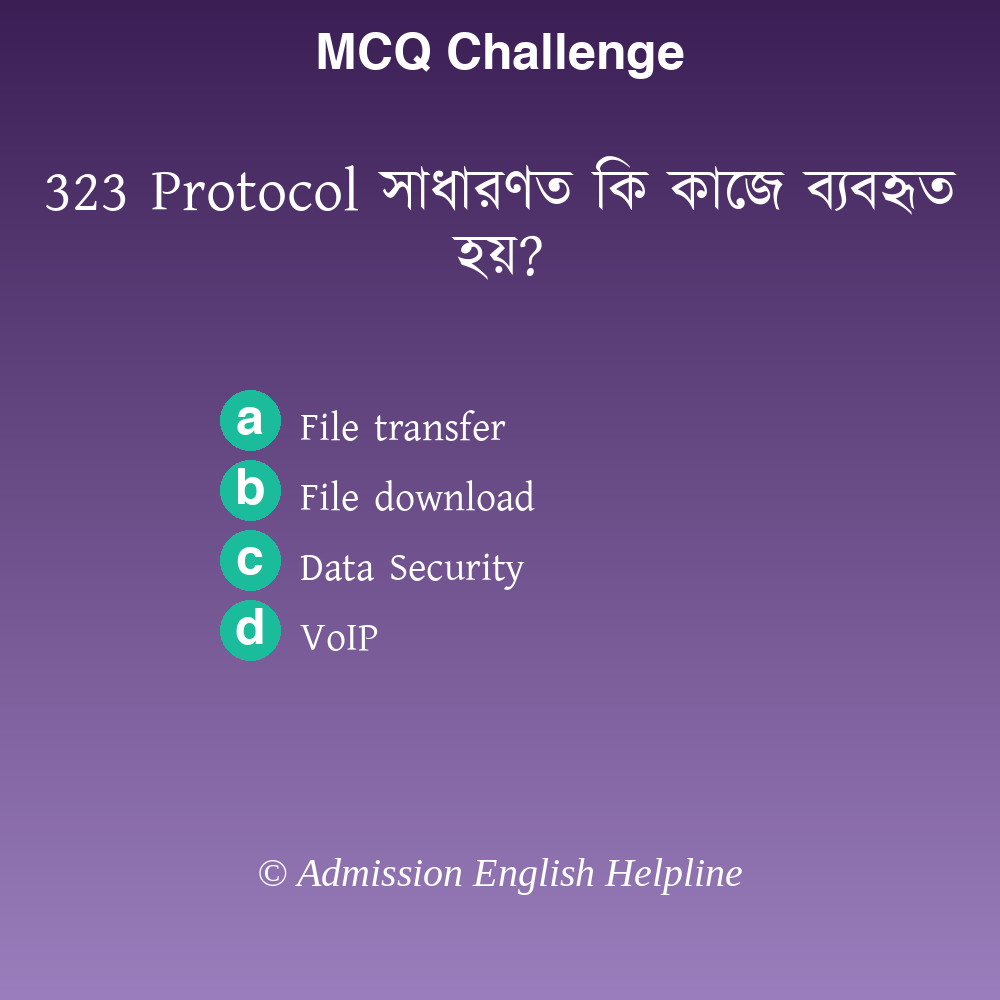 MCQ Challenge
323 Protocol সাধারণত কি কাজে ব্যবহৃত
হয়?
a File transfer
b File download
c Data Security
d VoIP
© Admission English Helpline